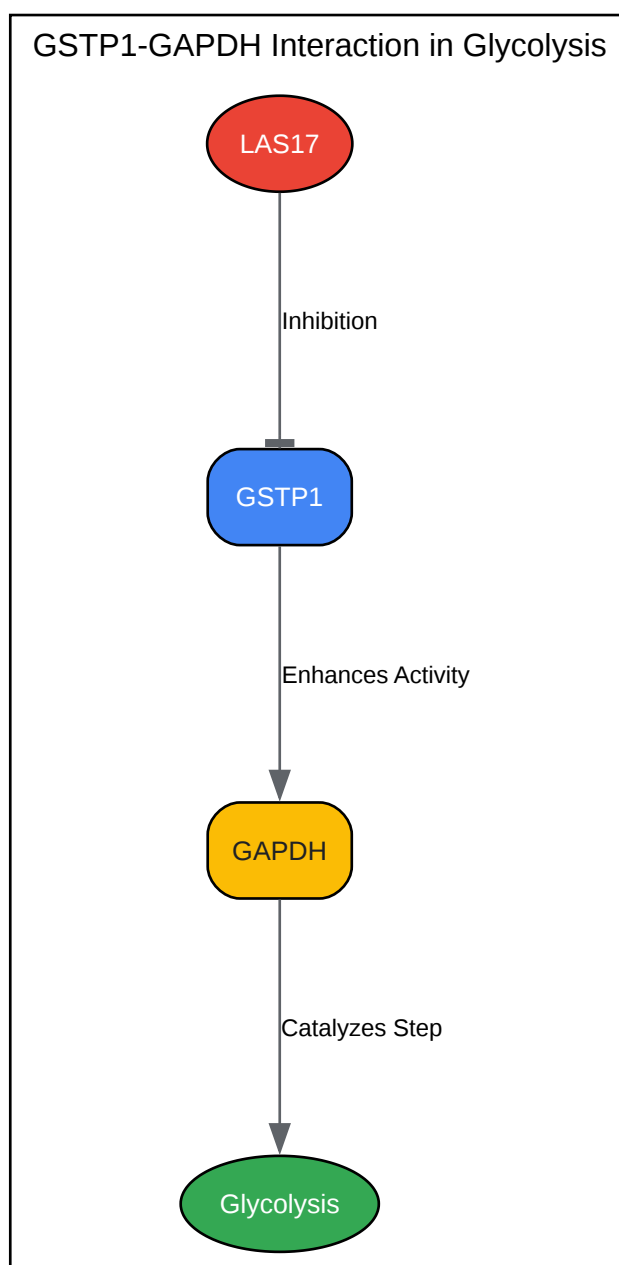 GSTP1-GAPDH Interaction in Glycolysis
LAS17
Inhibition
GSTP1
Enhances Activity
GAPDH
Catalyzes Step
Glycolysis